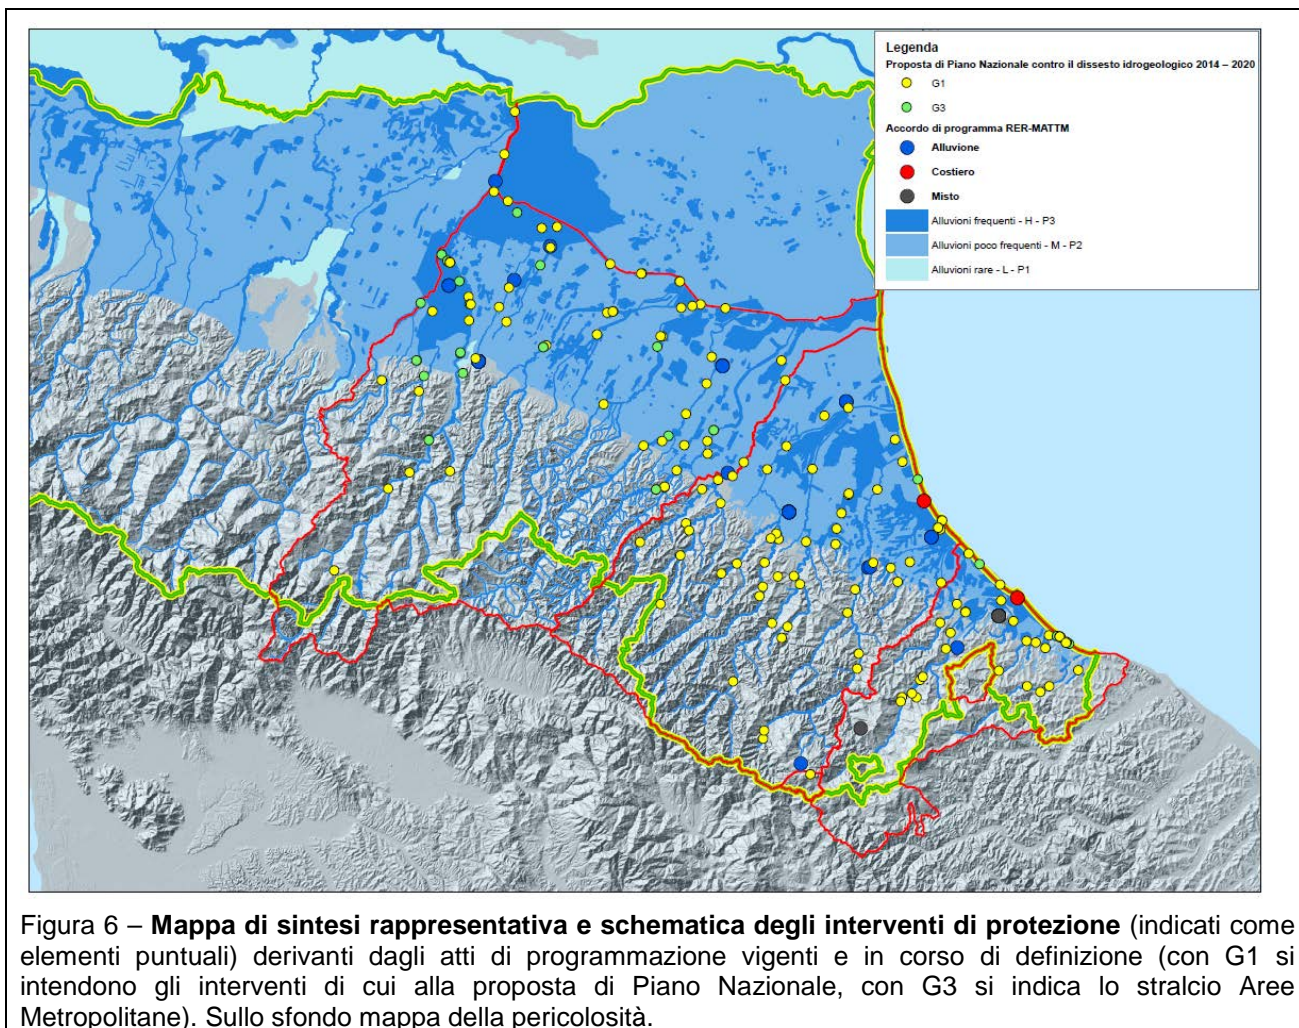 Legenda
Proposta di Piano Nazionale contro il dissesto idrogeologico 2014 – 2020
G1
G3
Accordo di programma RER-MATTM
Alluvione
Costiero
Misto
Alluvioni frequenti - H - P3
Alluvioni poco frequenti - M - P2
Alluvioni rare - L - P1
Figura 6 – Mappa di sintesi rappresentativa e schematica degli interventi di protezione (indicati come
elementi puntuali) derivanti dagli atti di programmazione vigenti e in corso di definizione (con G1 si
intendono gli interventi di cui alla proposta di Piano Nazionale, con G3 si indica lo stralcio Aree
Metropolitane). Sullo sfondo mappa della pericolosità.